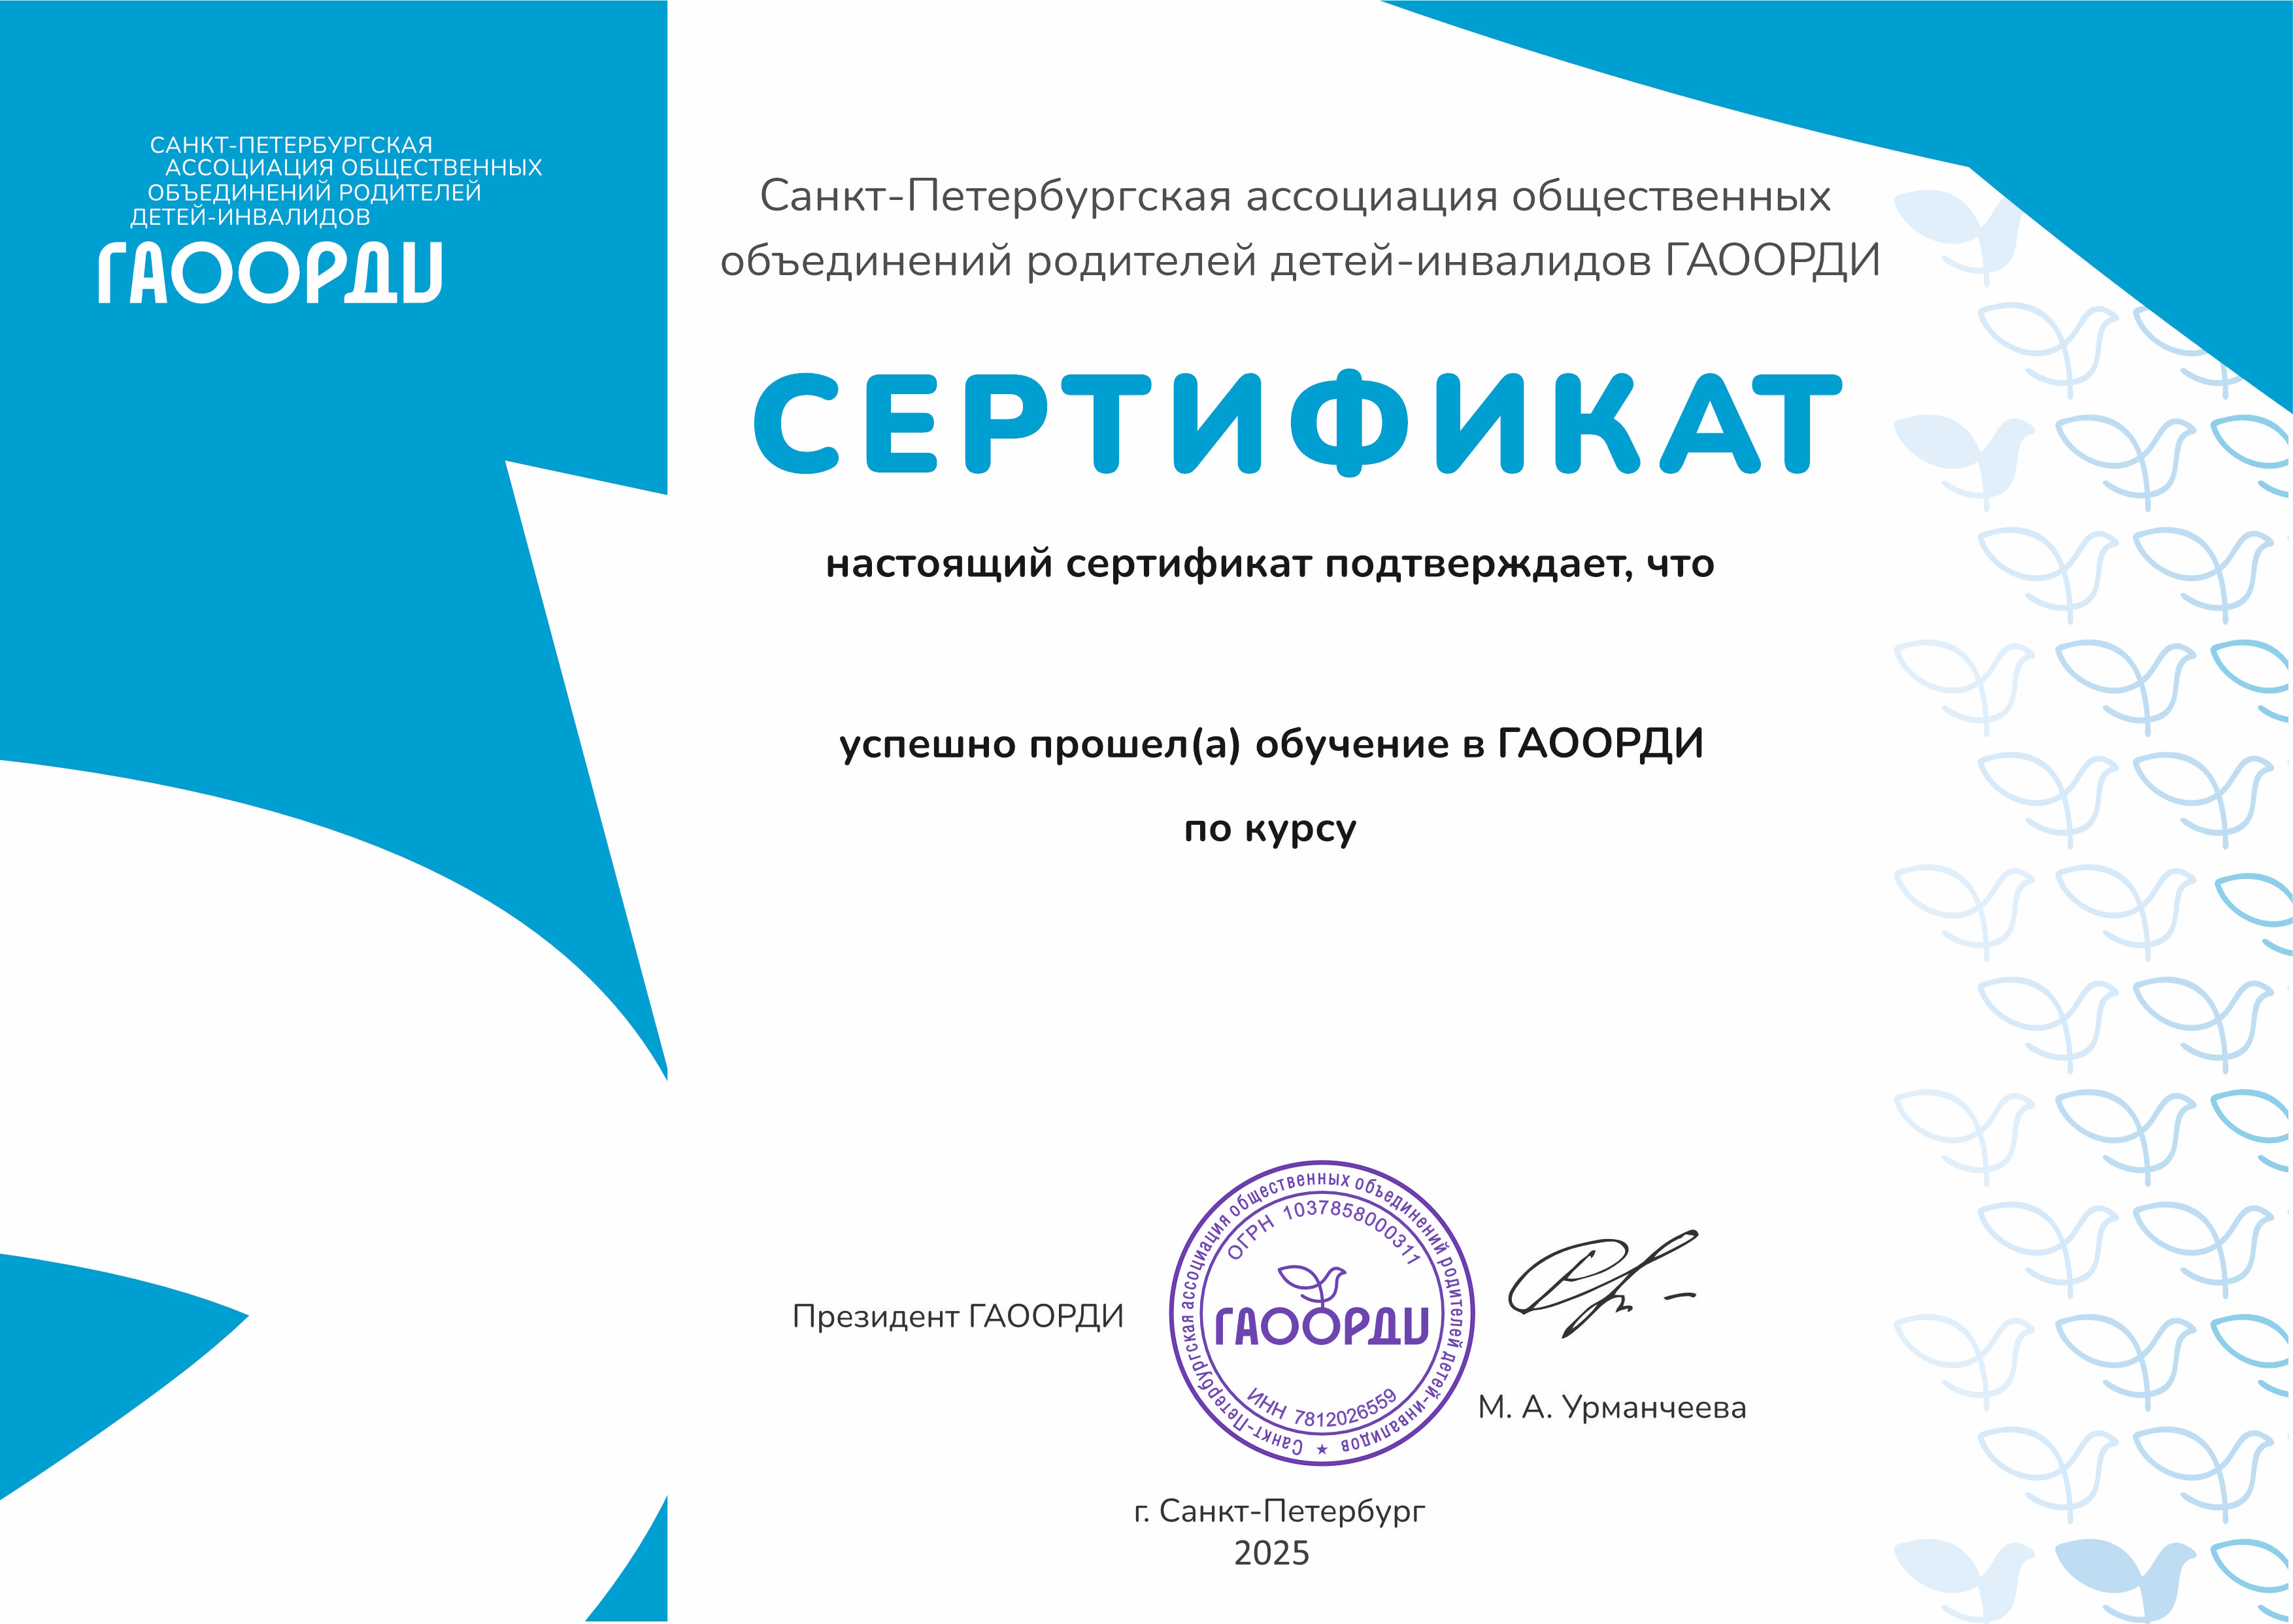 САНКТ-ПЕТЕРБУРГСКАЯ
АССОЦИАЦИЯ ОБЩЕСТВЕННЫХ
ОБЪЕДИНЕНИЙ РОДИТЕЛЕЙ
ДЕТЕЙ-ИНВАЛИДОВ
ГАООРДИ
Санкт-Петербургская ассоциация общественных
объединений родителей детей-инвалидов ГАООРДИ
СЕРТИФИКАТ
настоящий сертификат подтверждает, что
успешно прошел(а) обучение в ГАООРДИ
по курсу
Президент ГАООРДИ
Санкт-Петербургская ассоциация общественных объединений родителей детей-инвалидов
ОГРН 1037858000311
ГАООРДИ
ИНН 7812026559
М. А. Урманчеева
г. Санкт-Петербург
2025